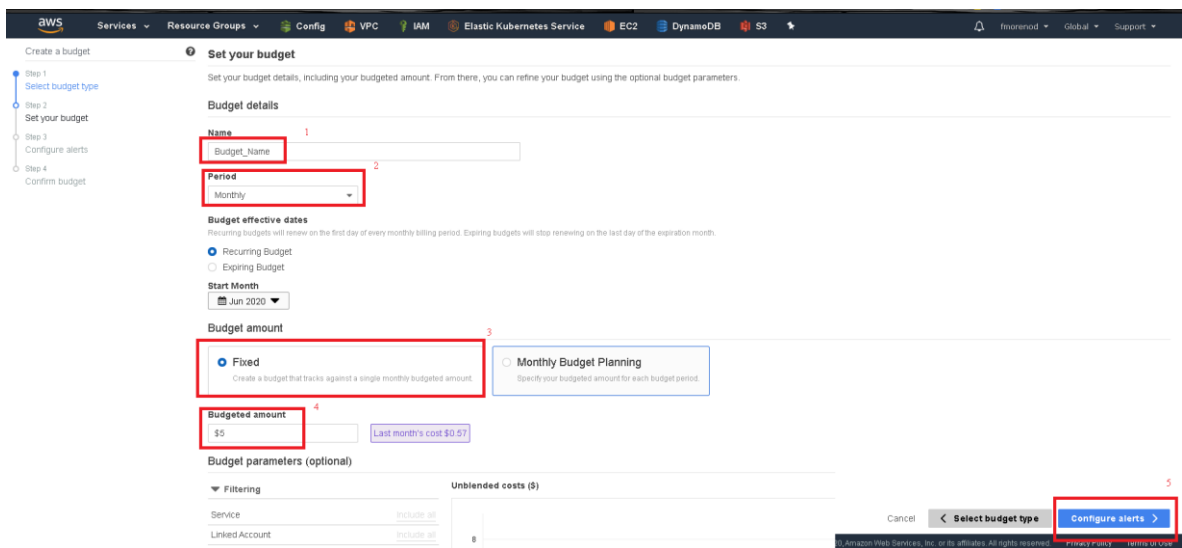 aws Services Resource Groups Config VPC IAM Elastic Kubernetes Service EC2 DynamoDB S3 fmorenod Global Support
Create a budget
Step 1
Select budget type
Step 2
Set your budget
Step 3
Configure alerts
Step 4
Confirm budget
Set your budget
Set your budget details, including your budgeted amount. From there, you can refine your budget using the optional budget parameters.
Budget details
Name 1
Budget_Name
2
Period
Monthly
Budget effective dates
Recurring budgets will renew on the first day of every monthly billing period. Expiring budgets will stop renewing on the last day of the expiration month.
Recurring Budget
Expiring Budget
Start Month
Jun 2020
Budget amount
3
Fixed
Create a budget that tracks against a single monthly budgeted amount.
Monthly Budget Planning
Specify your budgeted amount for each budget period.
Budgeted amount 4
$5 Last month's cost $0.57
Budget parameters (optional)
Filtering
Service include all
Linked Account include all
Unblended costs ($)
8
5
Cancel Select budget type Configure alerts
20, Amazon Web Services, Inc. or its affiliates. All rights reserved. Privacy Policy Terms of Use